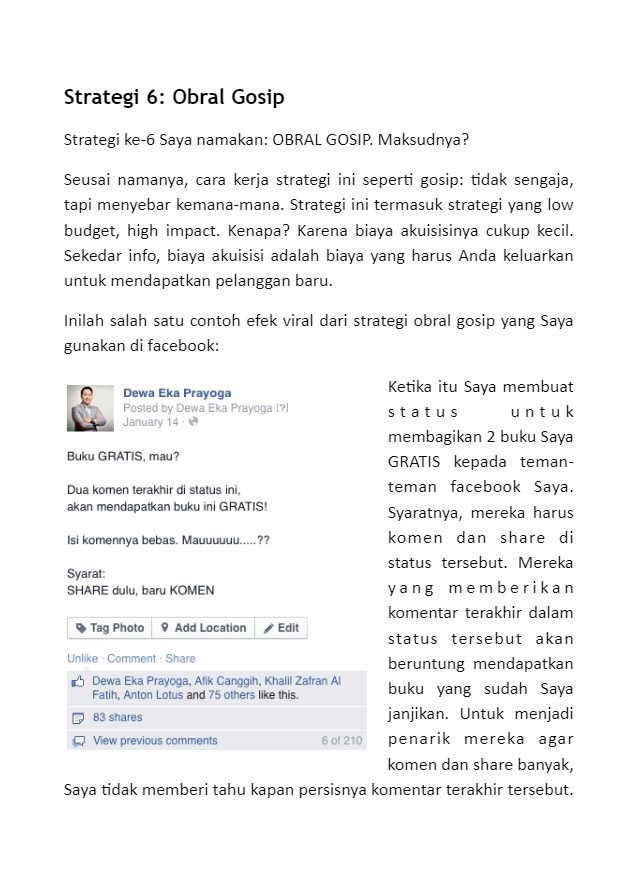 Strategi 6: Obral Gosip
Strategi ke-6 Saya namakan: OBRAL GOSIP. Maksudnya?
Seusai namanya, cara kerja strategi ini seperti gosip: tidak sengaja,
tapi menyebar kemana-mana. Strategi ini termasuk strategi yang low
budget, high impact. Kenapa? Karena biaya akuisisinya cukup kecil.
Sekedar info, biaya akuisisi adalah biaya yang harus Anda keluarkan
untuk mendapatkan pelanggan baru.
Inilah salah satu contoh efek viral dari strategi obral gosip yang Saya
gunakan di facebook:
Dewa Eka Prayoga
Posted by Dewa Eka Prayoga [?]
January 14 ·
Buku GRATIS, mau?
Dua komen terakhir di status ini,
akan mendapatkan buku ini GRATIS!
Isi komennya bebas. Mauuuuuu.....??
Syarat:
SHARE dulu, baru KOMEN
Tag Photo Add Location Edit
Unlike · Comment · Share
Dewa Eka Prayoga, Afik Canggih, Khalil Zafran Al
Fatih, Anton Lotus and 75 others like this.
83 shares
View previous comments 6 of 210
Ketika itu Saya membuat
status untuk
membagikan 2 buku Saya
GRATIS kepada teman-
teman facebook Saya.
Syaratnya, mereka harus
komen dan share di
status tersebut. Mereka
yang memberikan
komentar terakhir dalam
status tersebut akan
beruntung mendapatkan
buku yang sudah Saya
janjikan. Untuk menjadi
penarik mereka agar
komen dan share banyak,
Saya tidak memberi tahu kapan persisnya komentar terakhir tersebut.